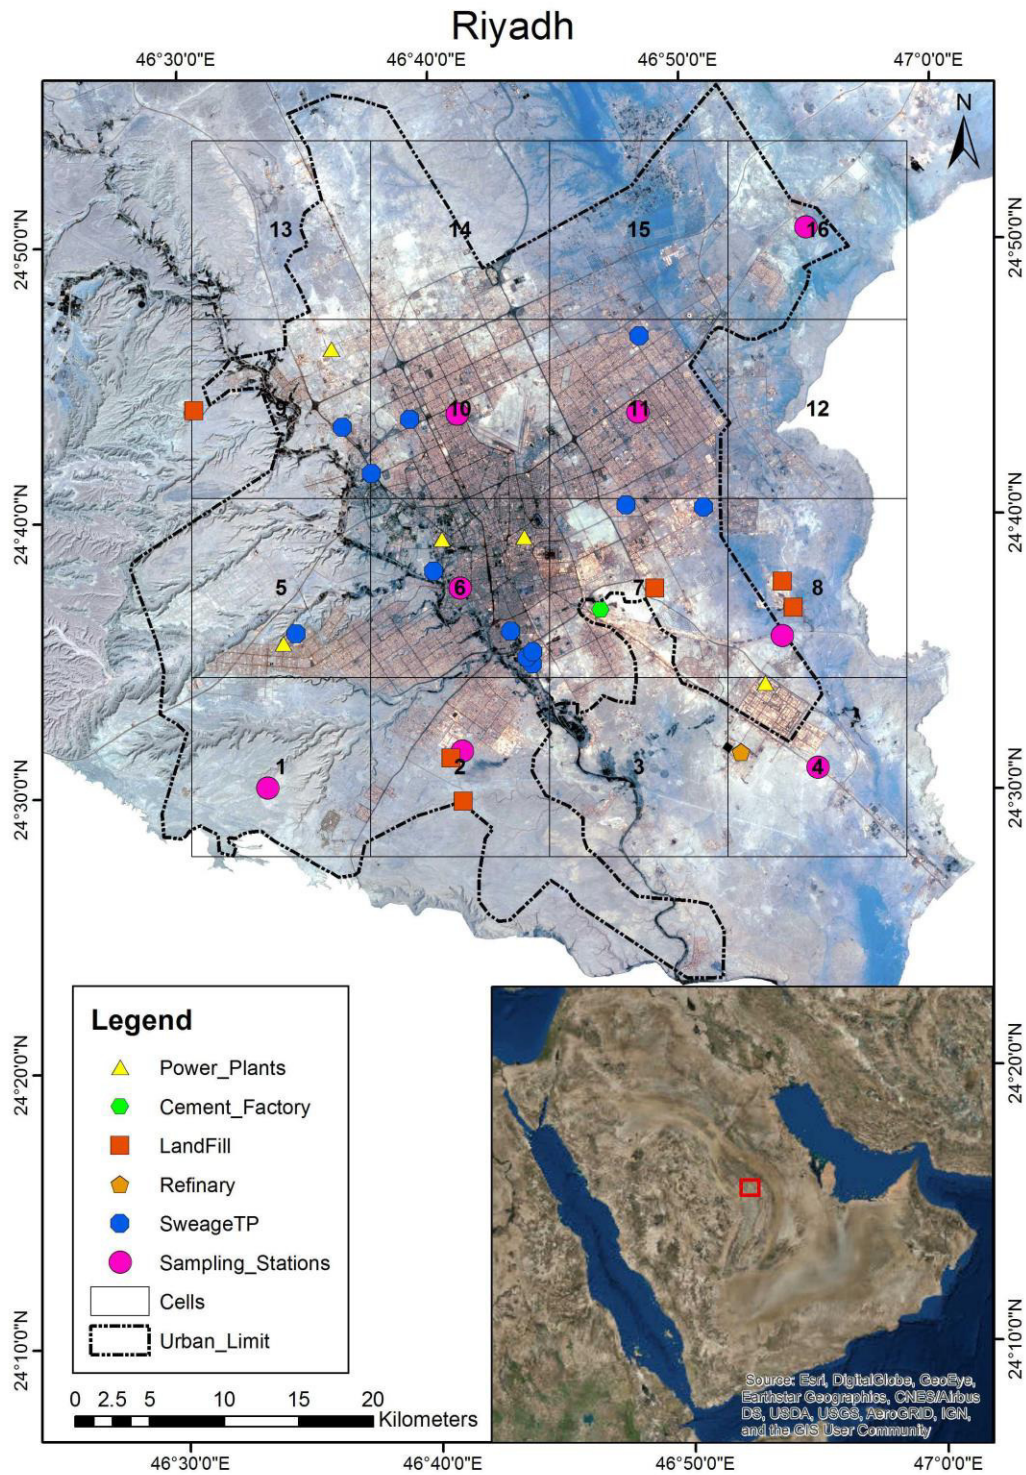 Riyadh
46°30'0"E 46°40'0"E 46°50'0"E 47°0'0"E
N
24°50'0"N 24°50'0"N
13 14 15 16
9 10 11 12
24°40'0"N 24°40'0"N
5 6 7 8
1 2 3 4
24°30'0"N 24°30'0"N
Legend
Power_Plants
Cement_Factory
LandFill
Refinary
SweageTP
Sampling_Stations
Cells
Urban_Limit
24°20'0"N 24°20'0"N
24°10'0"N 24°10'0"N
0 2.5 5 10 15 20
Kilometers
Source: Esri, DigitalGlobe, GeoEye,
Earthstar Geographics, CNES/Airbus
DS, USDA, USGS, AeroGRID, IGN,
and the GIS User Community
46°30'0"E 46°40'0"E 46°50'0"E 47°0'0"E